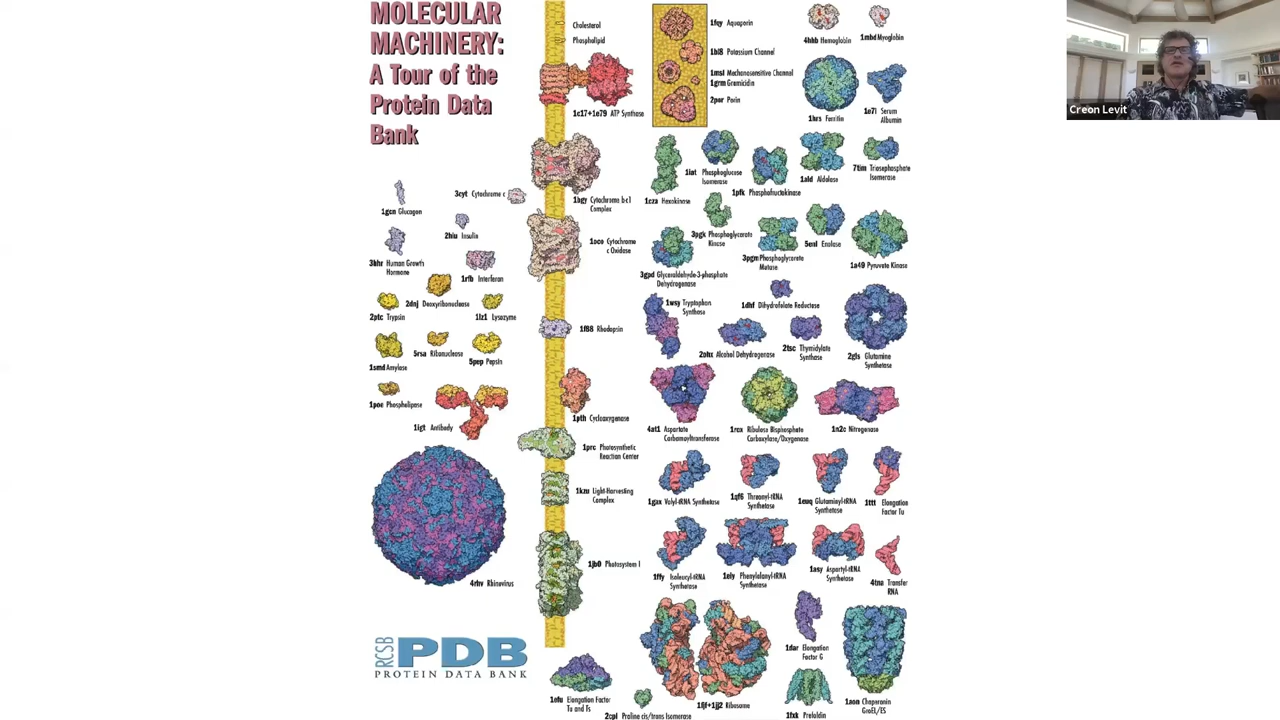 MOLECULAR
MACHINERY:
A Tour of the
Protein Data
Bank
Cholesterol
Phospholipid
1c17+1e79 ATP Synthase
1fqy Aquaporin
1bl8 Potassium Channel
1msl Mechanosensitive Channel
1grm Gramicidin
2por Porin
4hhb Hemoglobin
1mbd Myoglobin
1hrs Ferritin
1e7i Serum
Albumin
Creon Levit
1gcn Glucagon
3cyt Cytochrome c
1bgy Cytochrome bc1
Complex
2hiu Insulin
3hhr Human Growth
Hormone
1rfb Interferon
1oco Cytochrome
c Oxidase
2dnj Deoxyribonuclease
2ptc Trypsin
1lz1 Lysozyme
1f88 Rhodopsin
5rsa Ribonuclease
1smd Amylase
5pep Pepsin
1poe Phospholipase
1igt Antibody
1pth Cyclooxygenase
1prc Photosynthetic
Reaction Center
1kzu Light-Harvesting
Complex
1jb0 Photosystem I
4rhv Rhinovirus
1cza Hexokinase
1iat Phosphoglucose
Isomerase
1pfk Phosphofructokinase
1ald Aldolase
7tim Triosephosphate
Isomerase
3gpd Glyceraldehyde-3-phosphate
Dehydrogenase
3pgk Phosphoglycerate
Kinase
3pgm Phosphoglycerate
Mutase
5enl Enolase
1a49 Pyruvate Kinase
1wsy Tryptophan
Synthase
1dhf Dihydrofolate Reductase
2ohx Alcohol Dehydrogenase
2tsc Thymidylate
Synthase
2gls Glutamine
Synthetase
4at1 Aspartate
Carbamoyltransferase
1rcx Ribulose Bisphosphate
Carboxylase/Oxygenase
1n2c Nitrogenase
1gax Valyl-tRNA Synthetase
1qf6 Threonyl-tRNA
Synthetase
1euq Glutaminyl-tRNA
Synthetase
1ttt Elongation
Factor Tu
1ffy Isoleucyl-tRNA
Synthetase
1eiy Phenylalanyl-tRNA
Synthetase
1asy Aspartyl-tRNA
Synthetase
4tna Transfer
RNA
RCSB
PDB
PROTEIN DATA BANK
1efu Elongation Factor
Tu and Ts
2cpl Proline cis/trans Isomerase
1fjf+1jj2 Ribosome
1dar Elongation
Factor G
1fxk Prefoldin
1aon Chaperonin
GroEL/ES